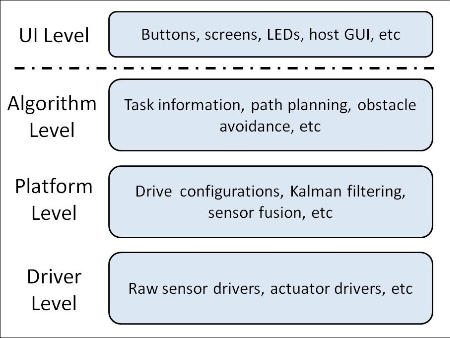 UI Level
Buttons, screens, LEDs, host GUI, etc
Algorithm
Level
Task information, path planning, obstacle
avoidance, etc
Platform
Level
Drive configurations, Kalman filtering,
sensor fusion, etc
Driver
Level
Raw sensor drivers, actuator drivers, etc